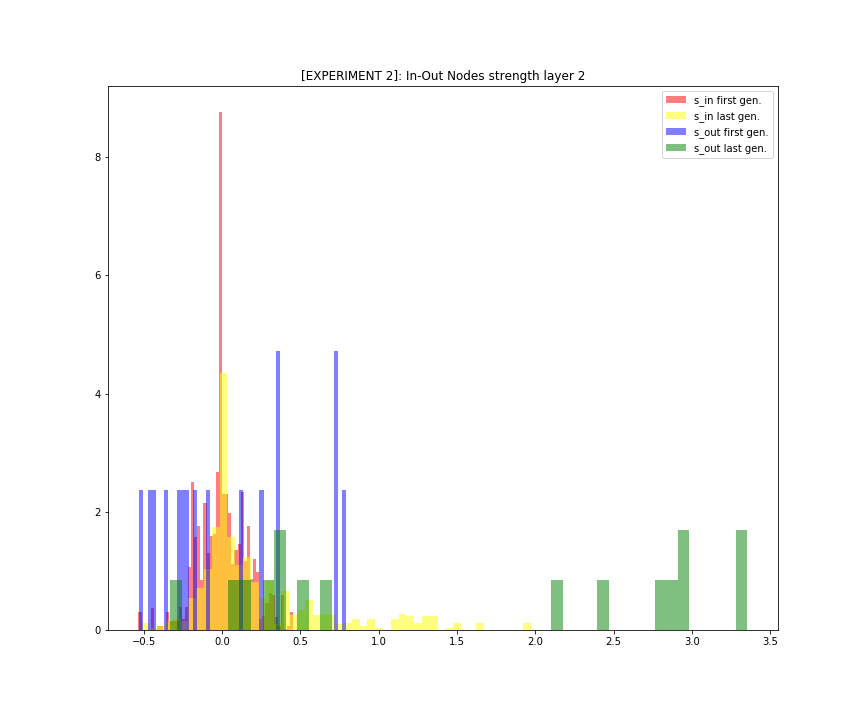 [EXPERIMENT 2]: In-Out Nodes strength layer 2
s_in first gen.
s_in last gen.
s_out first gen.
s_out last gen.
8
6
4
2
0
−0.5 0.0 0.5 1.0 1.5 2.0 2.5 3.0 3.5